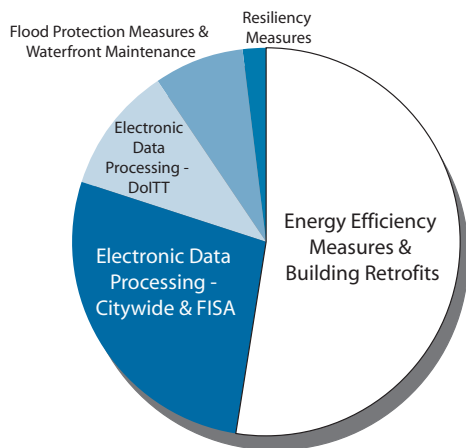 Flood Protection Measures &
Waterfront Maintenance
Resiliency
Measures
Electronic
Data
Processing -
DoITT
Energy Efficiency
Measures &
Building Retrofits
Electronic Data
Processing -
Citywide & FISA